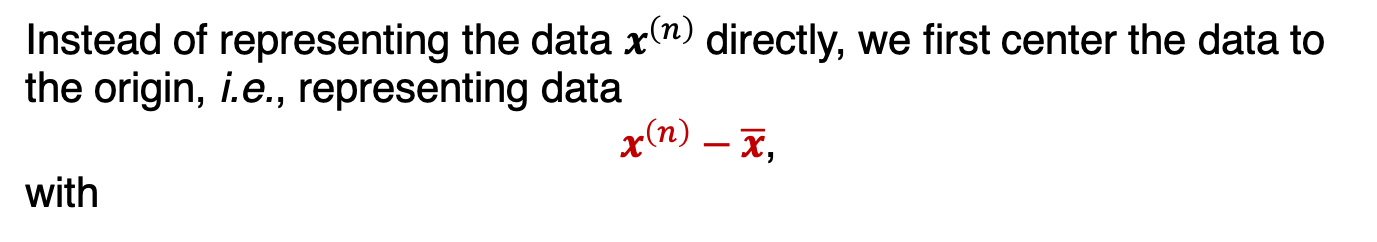 Instead of representing the data 𝒙⁽ⁿ⁾ directly, we first center the data to
the origin, i.e., representing data
𝒙⁽ⁿ⁾ − 𝒙̅,
with